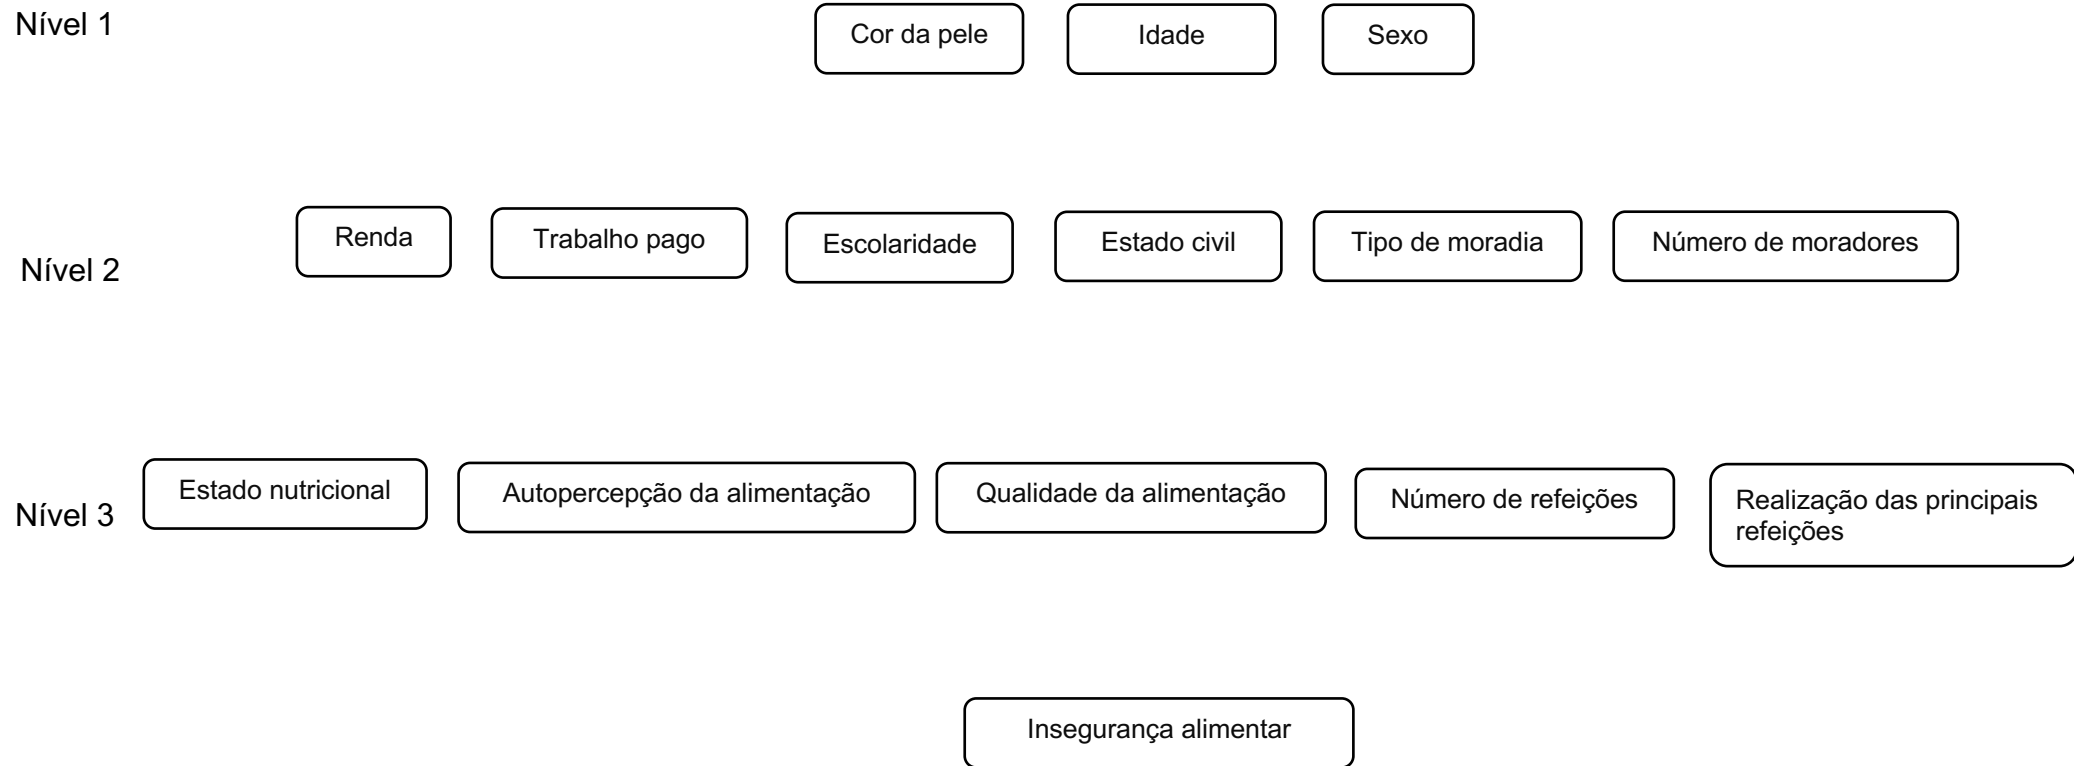 Nível 1
Cor da pele
Idade
Sexo
Nível 2
Renda
Trabalho pago
Escolaridade
Estado civil
Tipo de moradia
Número de moradores
Nível 3
Estado nutricional
Autopercepção da alimentação
Qualidade da alimentação
Número de refeições
Realização das principais
refeições
Insegurança alimentar